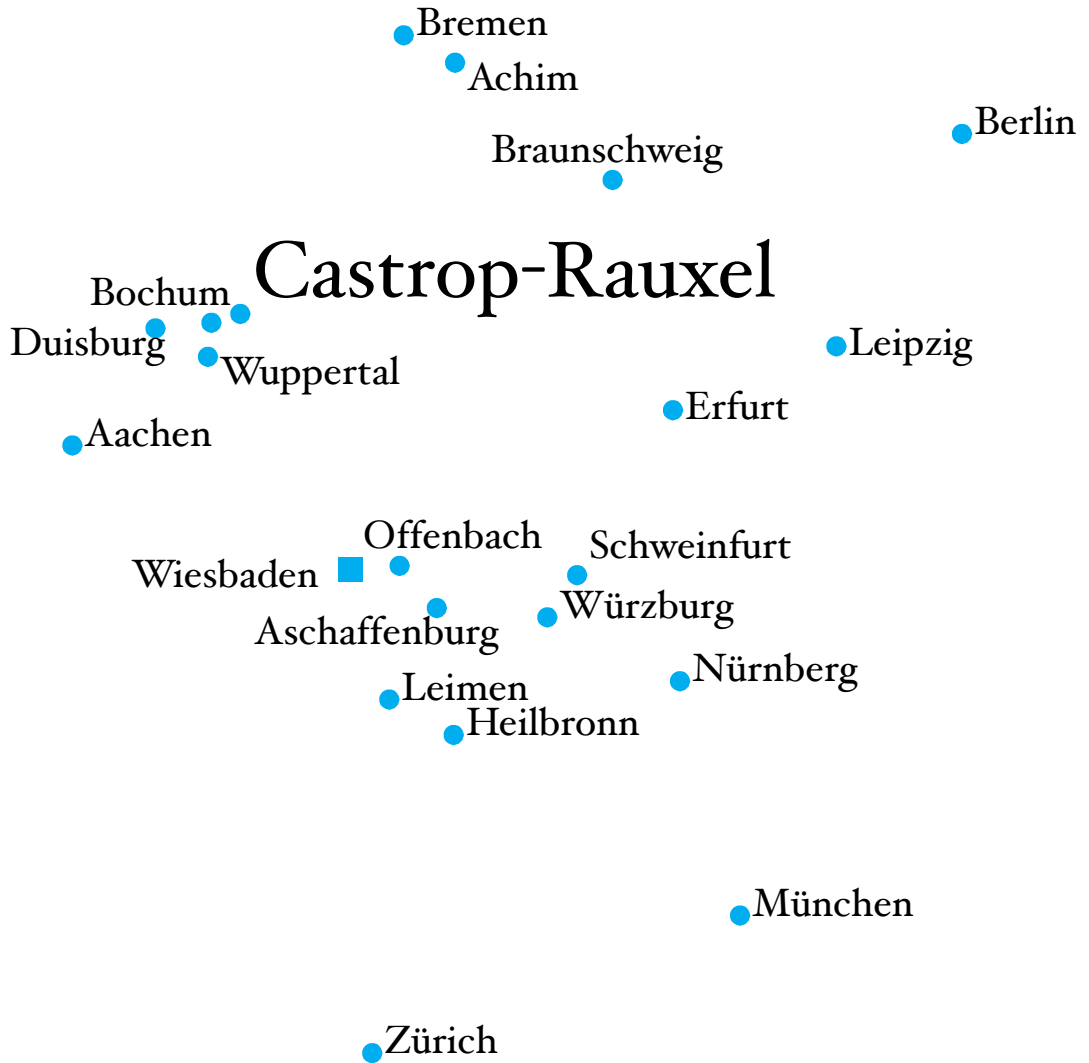 Bremen
Achim
Berlin
Braunschweig
Castrop-Rauxel
Bochum
Duisburg
Leipzig
Wuppertal
Erfurt
Aachen
Offenbach
Schweinfurt
Wiesbaden
Würzburg
Aschaffenburg
Nürnberg
Leimen
Heilbronn
München
Zürich